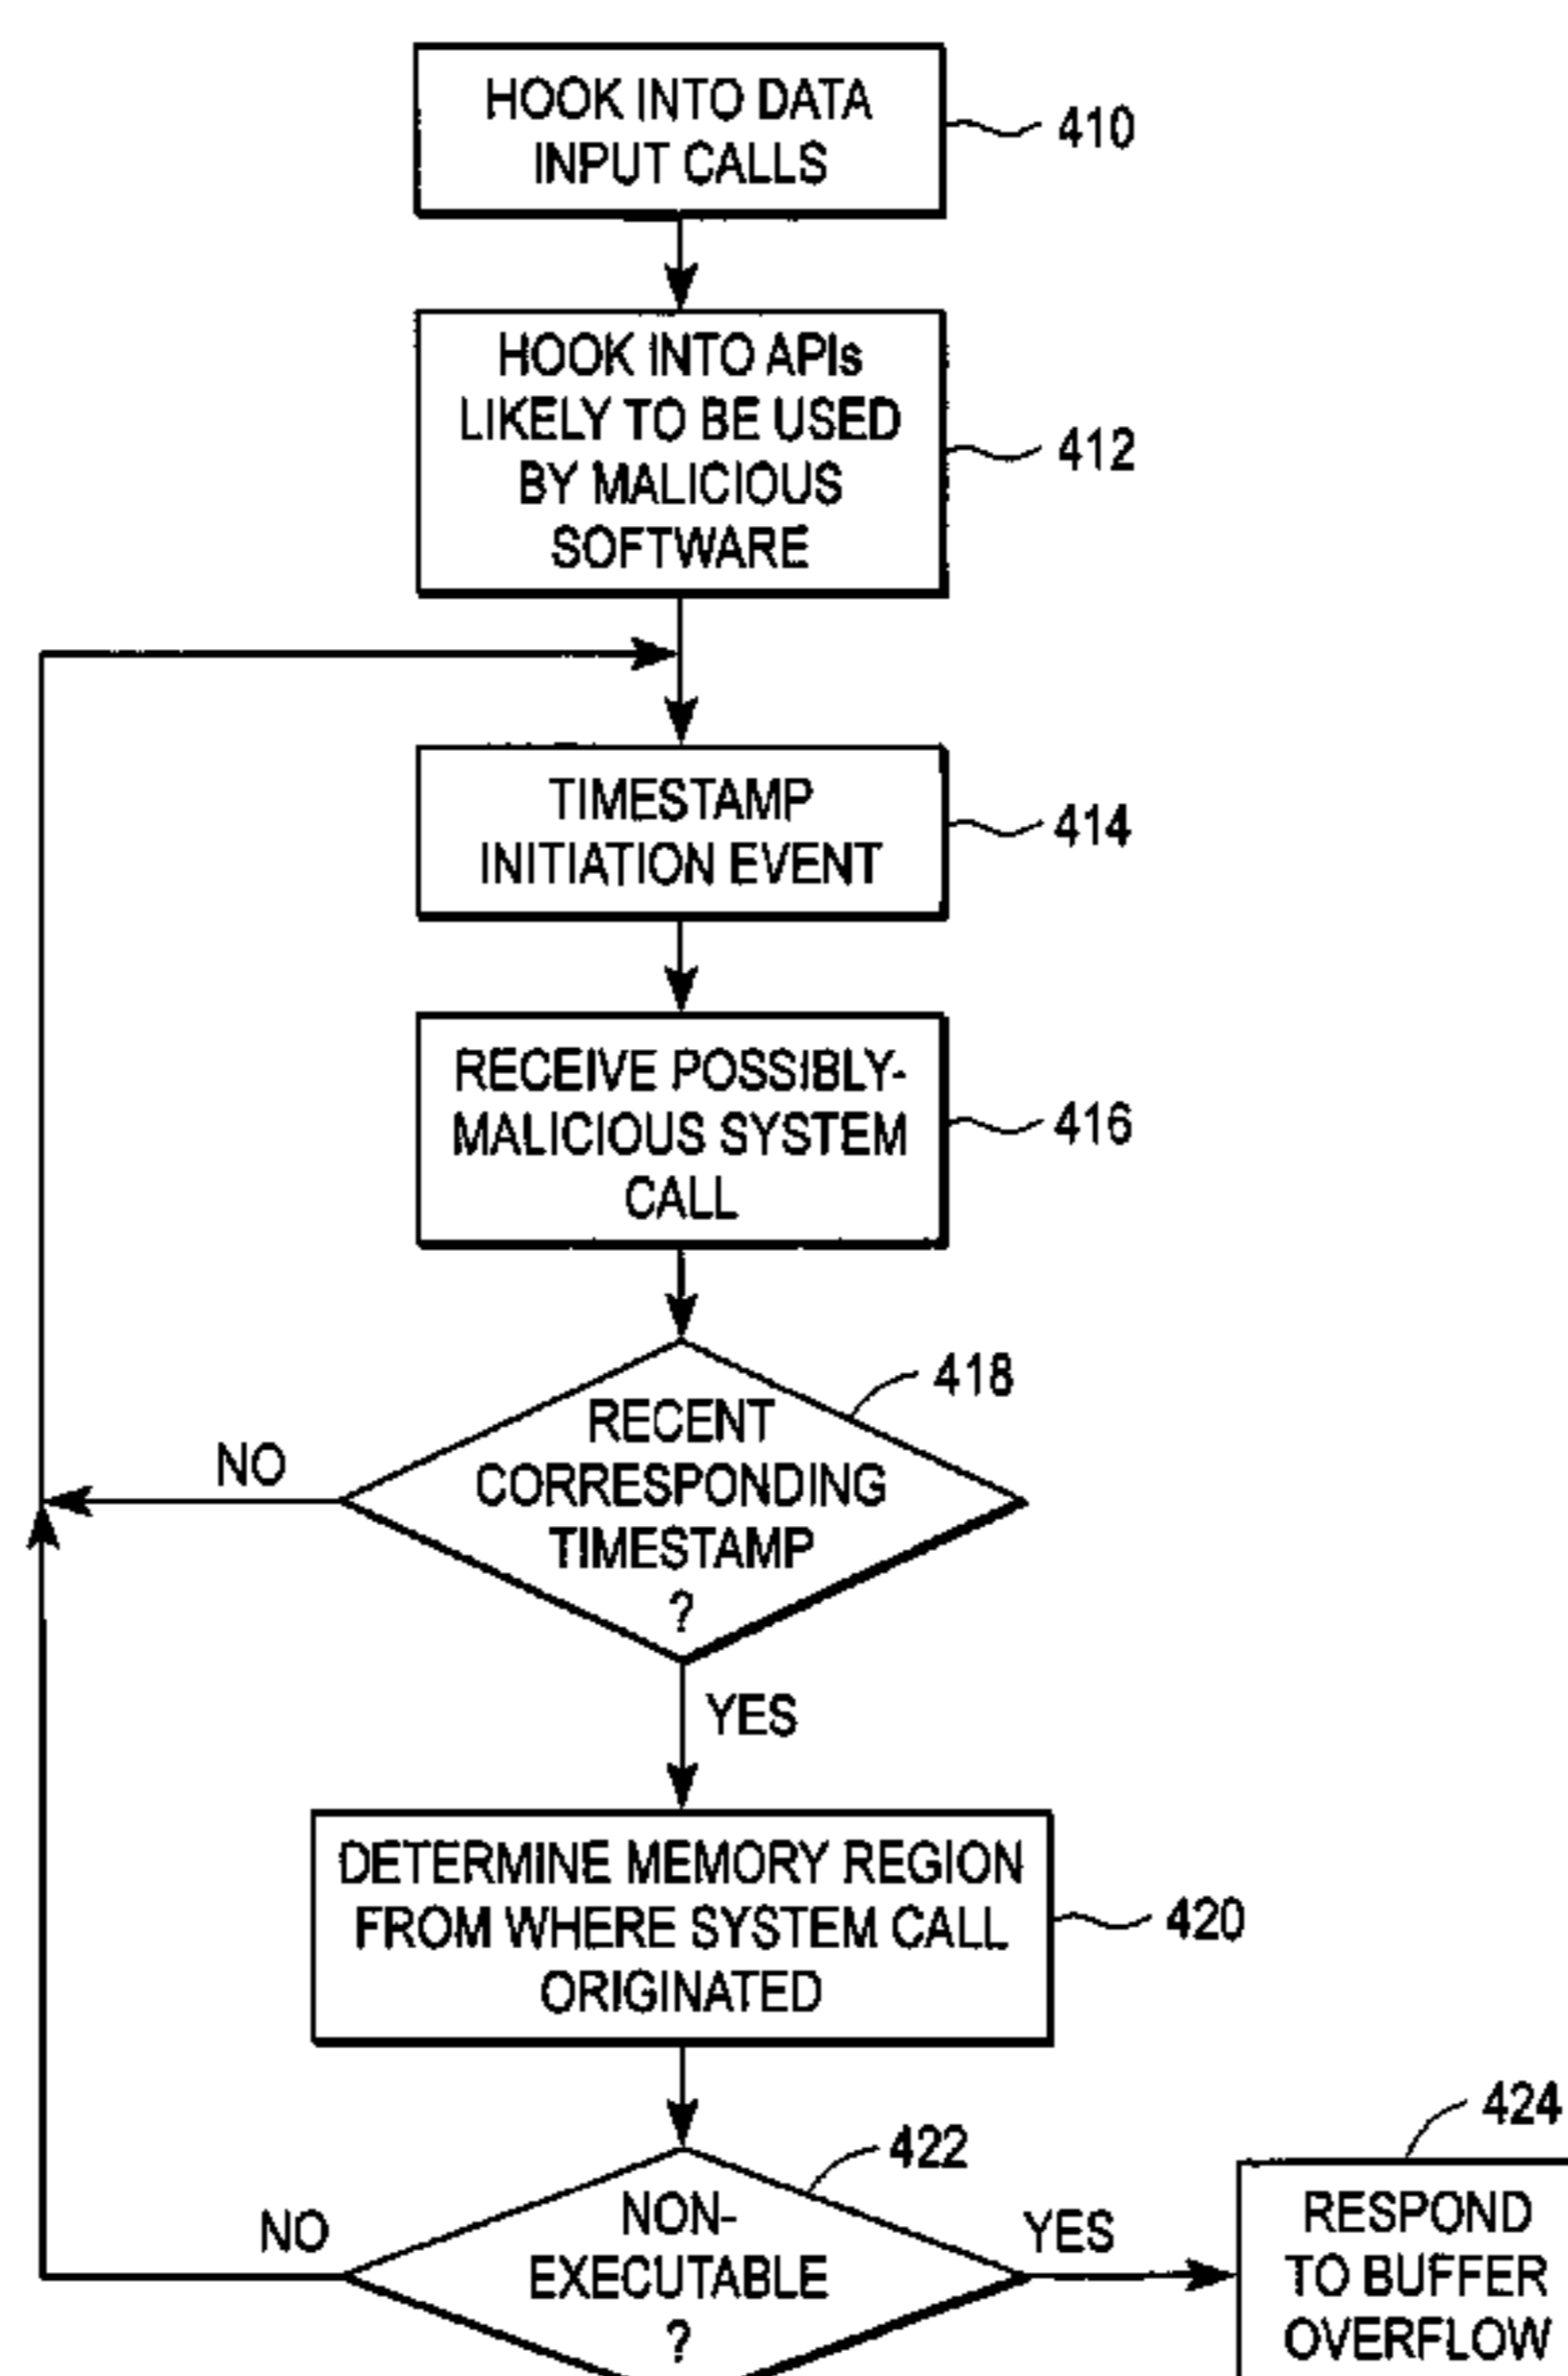 HOOK INTO DATA
INPUT CALLS
410
HOOK INTO APIs
LIKELY TO BE USED
BY MALICIOUS
SOFTWARE
412
TIMESTAMP
INITIATION EVENT
414
RECEIVE POSSIBLY-
MALICIOUS SYSTEM
CALL
416
418
RECENT
CORRESPONDING
TIMESTAMP
?
NO
YES
DETERMINE MEMORY REGION
FROM WHERE SYSTEM CALL
ORIGINATED
420
422
NON-
EXECUTABLE
?
NO
YES
424
RESPOND
TO BUFFER
OVERFLOW